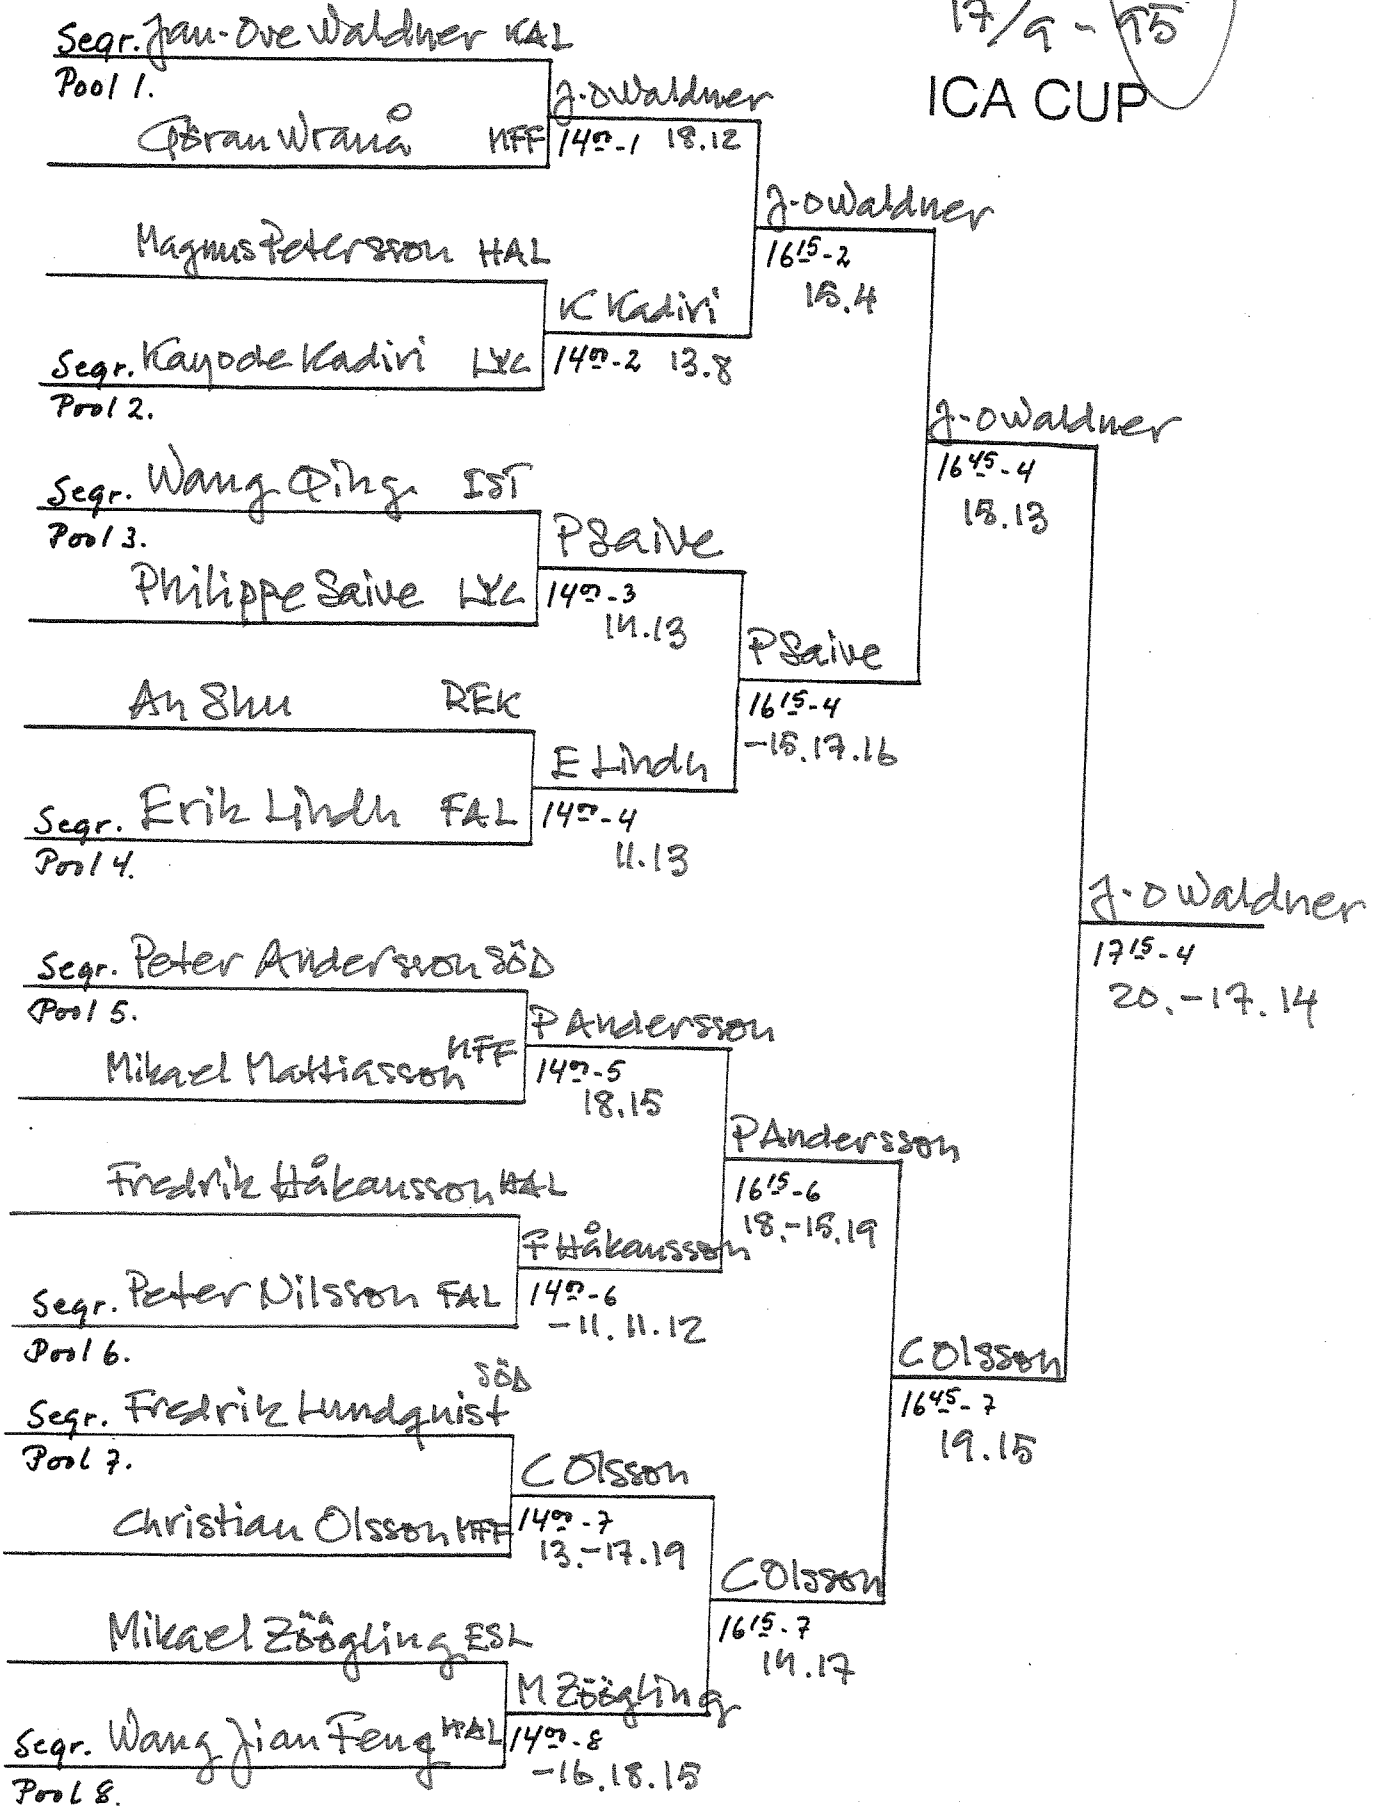 17/9 - 95
ICA CUP
Segr. Jan-Ove Waldner KAL
Pool 1.
Göran Wranå MFF
J-O Waldner
14⁰⁰-1 18.12
Magnus Petersson HAL
Segr. Kayode Kadiri LYC
Pool 2.
K Kadiri
14⁰⁰-2 13.8
J-O Waldner
16¹⁵-2
15.4
Segr. Wang Qing. IST
Pool 3.
Philippe Saive LYC
P Saive
14⁰⁰-3
14.13
An Shu REK
Segr. Erik Lindh FAL
Pool 4.
E Lindh
14⁰⁰-4
11.13
P Saive
16¹⁵-4
-15.17.16
J-O Waldner
16⁴⁵-4
15.13
Segr. Peter Andersson SÖD
Pool 5.
Mikael Mattiasson MFF
P Andersson
14⁰⁰-5
18.15
Fredrik Håkansson HAL
Segr. Peter Nilsson FAL
Pool 6.
F Håkansson
14⁰⁰-6
-11.11.12
P Andersson
16¹⁵-6
18.-15.19
Segr. Fredrik Lundquist SÖD
Pool 7.
Christian Olsson MFF
C Olsson
14⁰⁰-7
13.-17.19
Mikael Zöögling ESL
Segr. Wang Jian Feng HAL
Pool 8.
M Zöögling
14⁰⁰-8
-16.18.15
C Olsson
16¹⁵-7
14.17
C Olsson
16⁴⁵-7
19.15
J-O Waldner
17¹⁵-4
20.-17.14